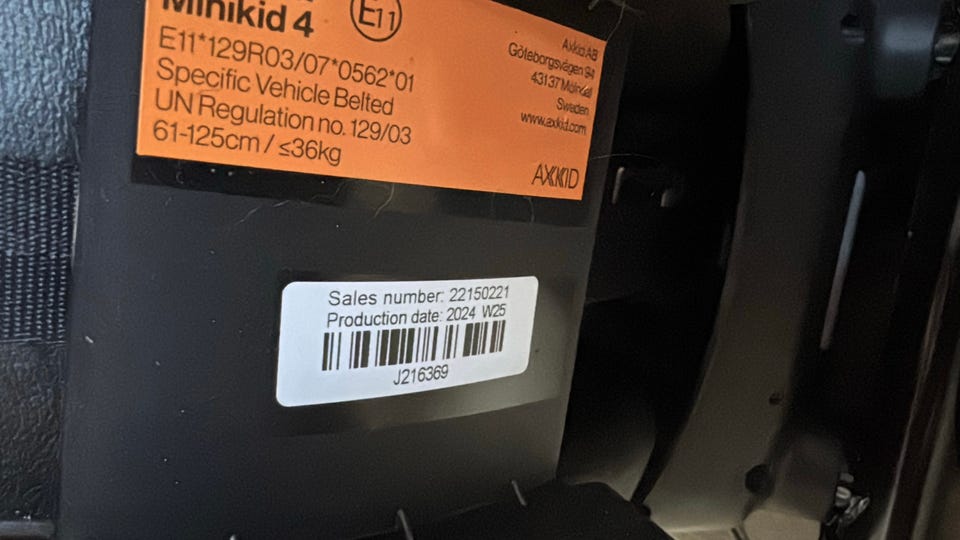 Minikid 4
E11
E11*129R03/07*0562*01
Specific Vehicle Belted
UN Regulation no. 129/03
61-125cm / ≤36kg
Axkid AB
Göteborgsvägen 94
43137 Mölndal
Sweden
www.axkid.com
AXKID
Sales number: 22150221
Production date: 2024 W25
J216369